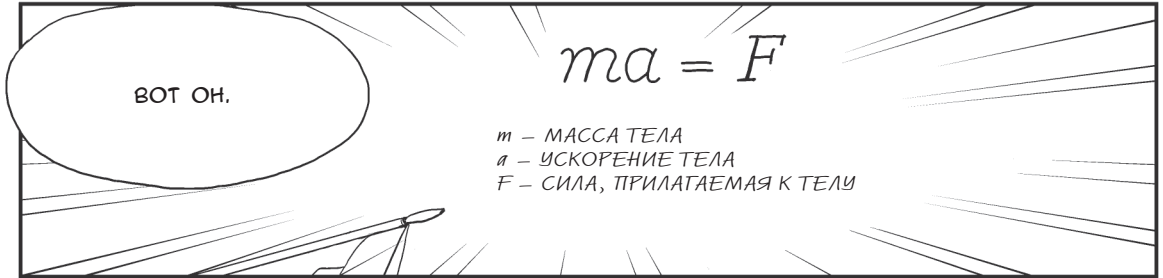 ВОТ ОН.
ma = F
m – МАССА ТЕЛА
a – УСКОРЕНИЕ ТЕЛА
F – СИЛА, ПРИЛАГАЕМАЯ К ТЕЛУ